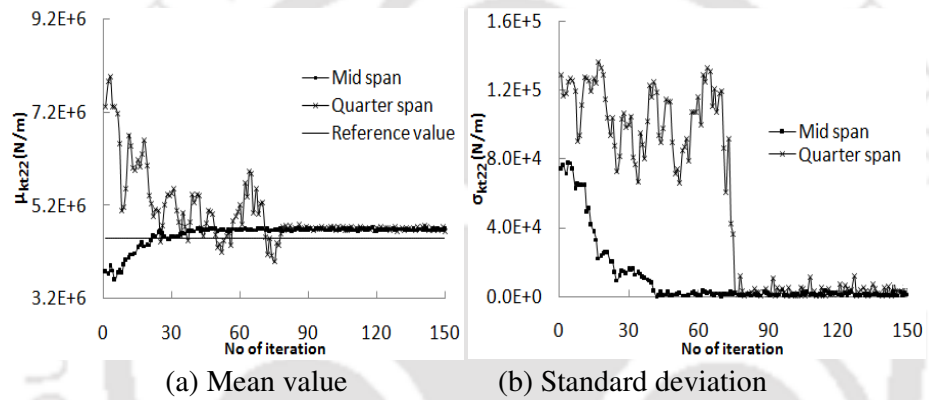 9.2E+6
7.2E+6
5.2E+6
3.2E+6
μkt22 (N/m)
Mid span
Quarter span
Reference value
0 30 60 90 120 150
No of iteration
(a) Mean value
1.6E+5
1.2E+5
8.0E+4
4.0E+4
0.0E+0
σkt22 (N/m)
Mid span
Quarter span
0 30 60 90 120 150
No of iteration
(b) Standard deviation